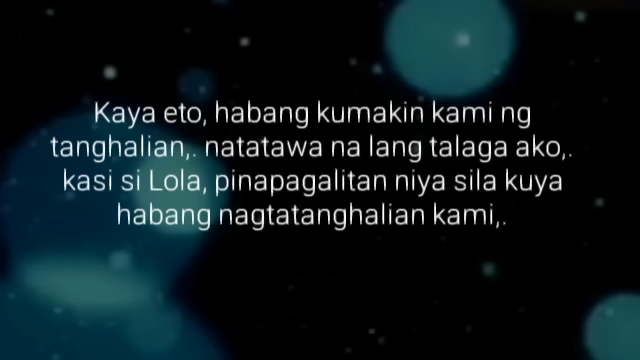 Kaya eto, habang kumakin kami ng
tanghalian,. natatawa na lang talaga ako,.
kasi si Lola, pinapagalitan niya sila kuya
habang nagtatanghalian kami,.